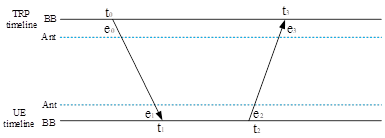 TRP timeline BB t₀ t₃
Ant e₀ e₃
Ant
UE timeline BB e₁ e₂
t₁ t₂